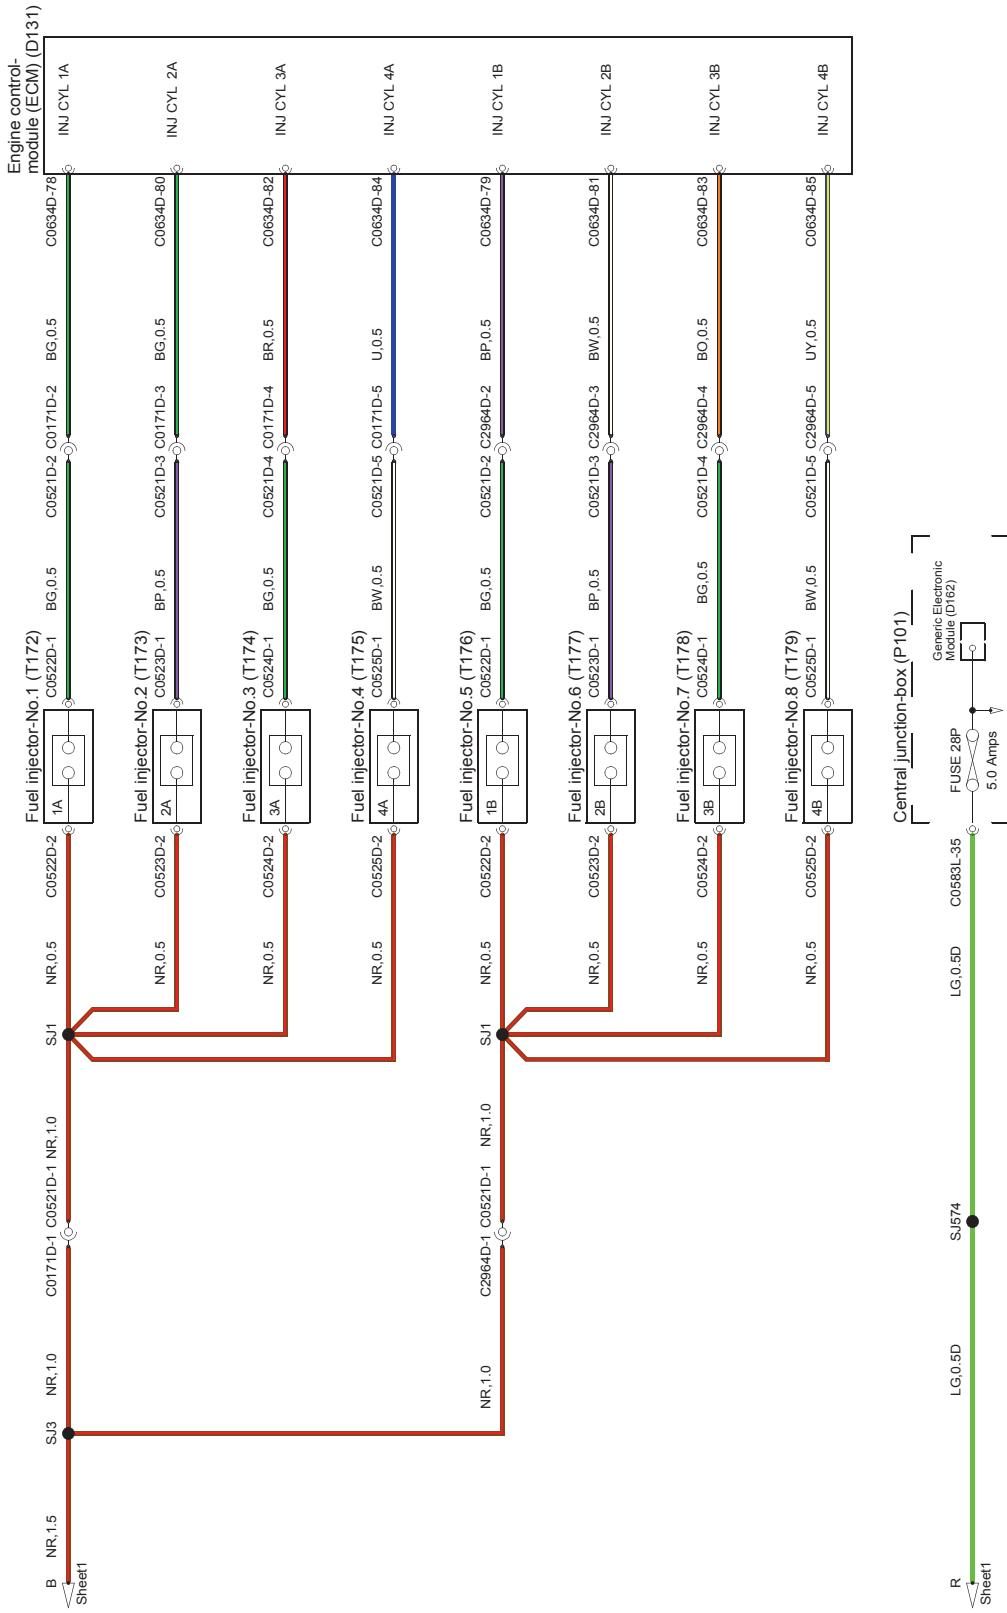 Engine control-
module (ECM) (D131)
INJ CYL 1A
INJ CYL 2A
INJ CYL 3A
INJ CYL 4A
INJ CYL 1B
INJ CYL 2B
INJ CYL 3B
INJ CYL 4B
C0634D-78
C0634D-80
C0634D-82
C0634D-84
C0634D-79
C0634D-81
C0634D-83
C0634D-85
BG,0.5
BG,0.5
BR,0.5
U,0.5
BP,0.5
BW,0.5
BO,0.5
UY,0.5
C0171D-2
C0171D-3
C0171D-4
C0171D-5
C2964D-2
C2964D-3
C2964D-4
C2964D-5
C0521D-2
C0521D-3
C0521D-4
C0521D-5
C0521D-2
C0521D-3
C0521D-4
C0521D-5
BG,0.5
BP,0.5
BG,0.5
BW,0.5
BG,0.5
BP,0.5
BG,0.5
BW,0.5
C0522D-1
C0523D-1
C0524D-1
C0525D-1
C0522D-1
C0523D-1
C0524D-1
C0525D-1
Fuel injector-No.1 (T172)
Fuel injector-No.2 (T173)
Fuel injector-No.3 (T174)
Fuel injector-No.4 (T175)
Fuel injector-No.5 (T176)
Fuel injector-No.6 (T177)
Fuel injector-No.7 (T178)
Fuel injector-No.8 (T179)
1A
2A
3A
4A
1B
2B
3B
4B
C0522D-2
C0523D-2
C0524D-2
C0525D-2
C0522D-2
C0523D-2
C0524D-2
C0525D-2
NR,0.5
NR,0.5
NR,0.5
NR,0.5
NR,0.5
NR,0.5
NR,0.5
NR,0.5
SJ1
SJ1
NR,1.0
NR,1.0
C0521D-1
C0521D-1
C0171D-1
C2964D-1
NR,1.0
NR,1.0
SJ3
NR,1.5
B
Sheet1
Central junction-box (P101)
Generic Electronic
Module (D162)
FUSE 28P
5.0 Amps
C0583L-35
LG,0.5D
SJ574
LG,0.5D
R
Sheet1